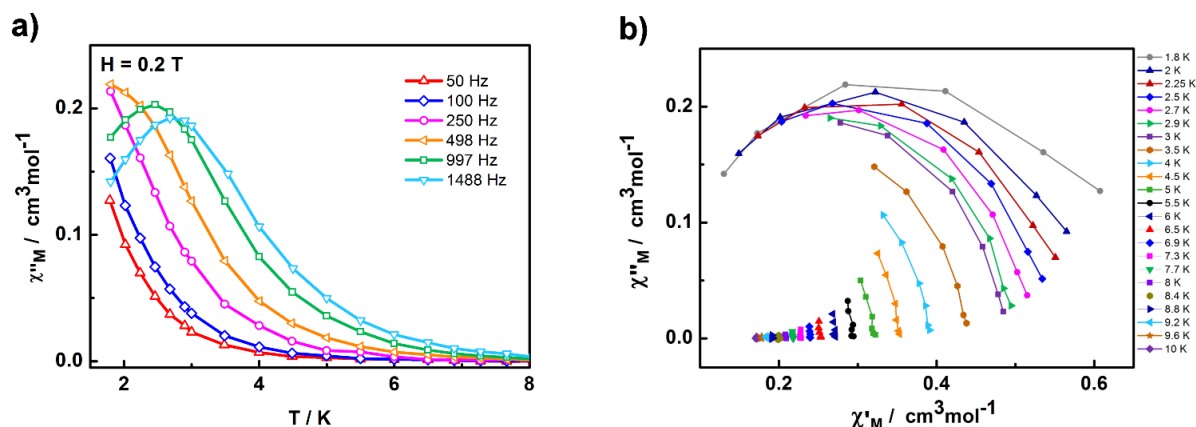 a)
H = 0.2 T
50 Hz
100 Hz
250 Hz
498 Hz
997 Hz
1488 Hz
0.2
0.1
0.0
χ''M / cm³mol⁻¹
2
4
6
8
T / K
b)
0.2
0.1
0.0
χ''M / cm³mol⁻¹
0.2
0.4
0.6
χ'M / cm³mol⁻¹
1.8 K
2 K
2.25 K
2.5 K
2.7 K
2.9 K
3 K
3.5 K
4 K
4.5 K
5 K
5.5 K
6 K
6.5 K
6.9 K
7.3 K
7.7 K
8 K
8.4 K
8.8 K
9.2 K
9.6 K
10 K